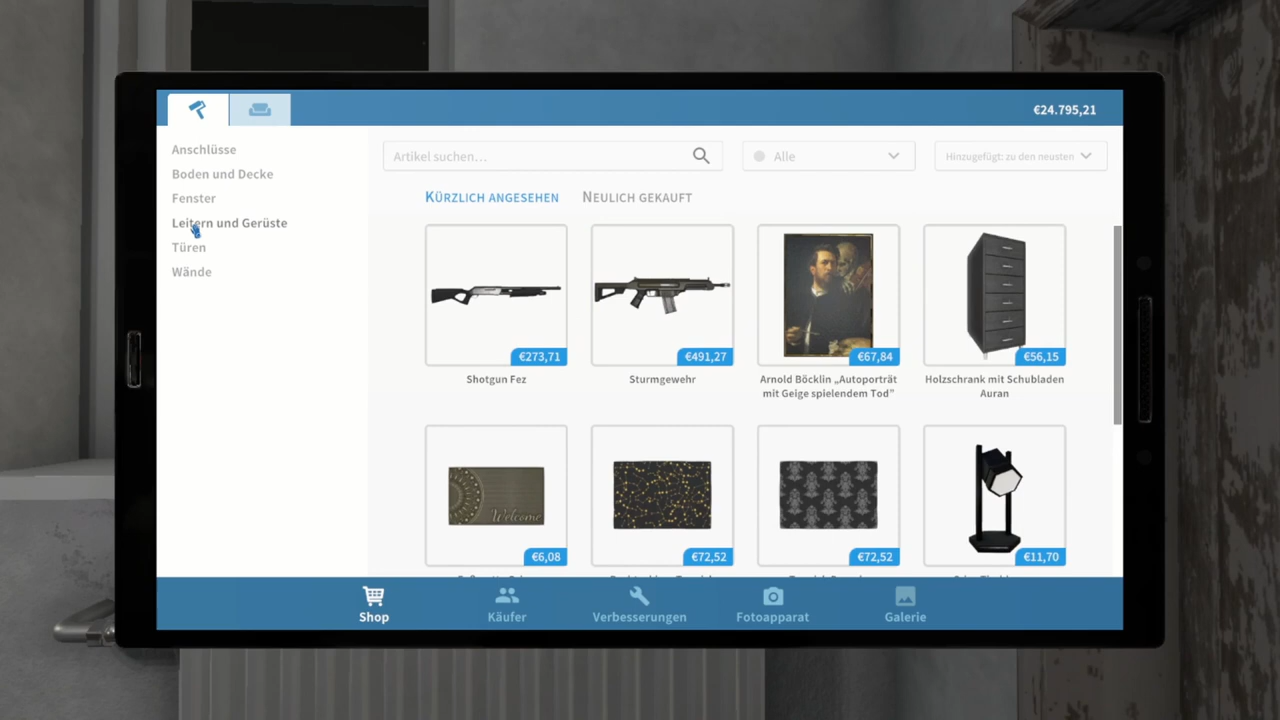 €24.795,21
Anschlüsse
Boden und Decke
Fenster
Leitern und Gerüste
Türen
Wände
Artikel suchen...
Alle
Hinzugefügt: zu den neusten
KÜRZLICH ANGESEHEN
NEULICH GEKAUFT
€273,71
Shotgun Fez
€491,27
Sturmgewehr
€67,84
Arnold Böcklin „Autoporträt
mit Geige spielendem Tod”
€56,15
Holzschrank mit Schubladen
Auran
Welcome
€6,08
€72,52
€72,52
€11,70
Shop
Käufer
Verbesserungen
Fotoapparat
Galerie